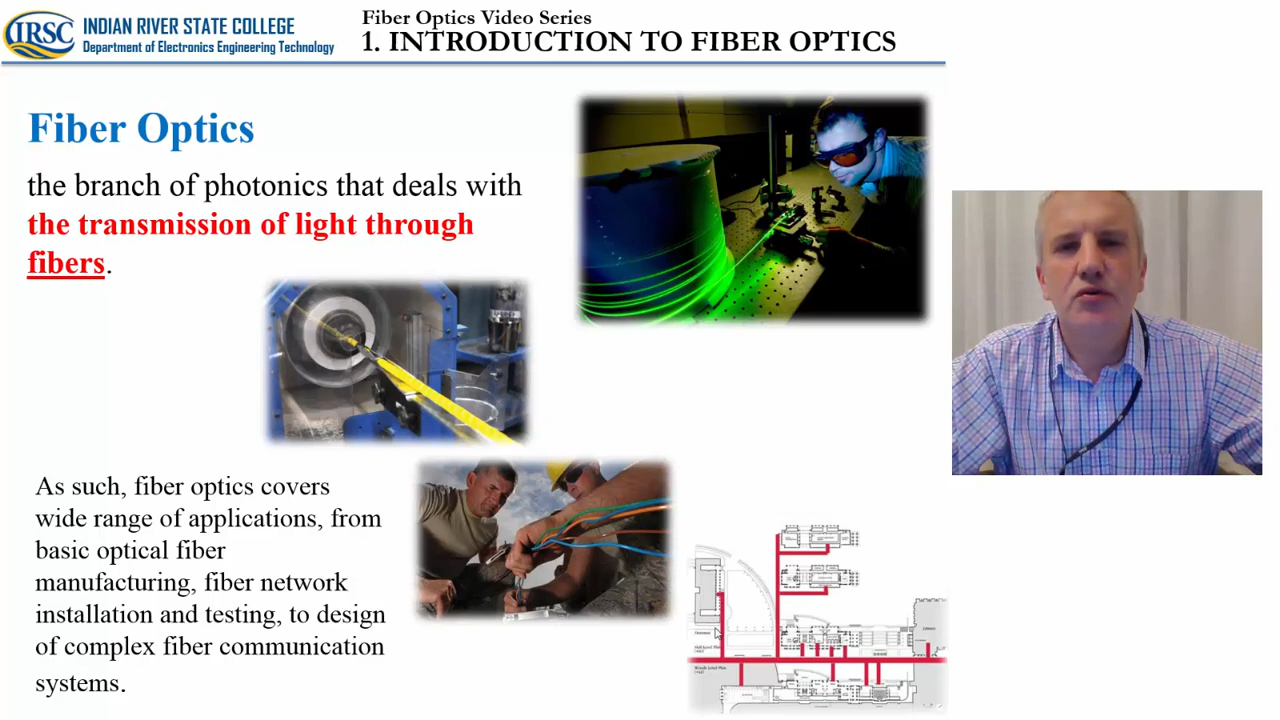 IRSC
INDIAN RIVER STATE COLLEGE
Department of Electronics Engineering Technology
Fiber Optics Video Series
1. INTRODUCTION TO FIBER OPTICS
Fiber Optics
the branch of photonics that deals with
the transmission of light through
fibers.
As such, fiber optics covers
wide range of applications, from
basic optical fiber
manufacturing, fiber network
installation and testing, to design
of complex fiber communication
systems.